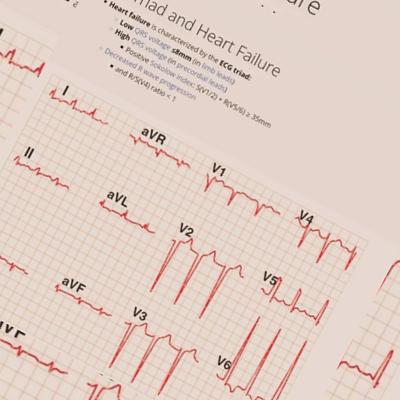 ure
riad and Heart Failure
Heart failure is characterized by the ECG triad:
Low QRS voltage ≤8mm (in limb leads)
High QRS voltage (in precordial leads)
Positive Sokolow index: S(V1/2) + R(V5/6) ≥ 35mm
Decreased R wave progression
and R/S(V4) ratio < 1
I
aVR
V1
V4
II
aVL
V2
V5
aVF
V3
V6